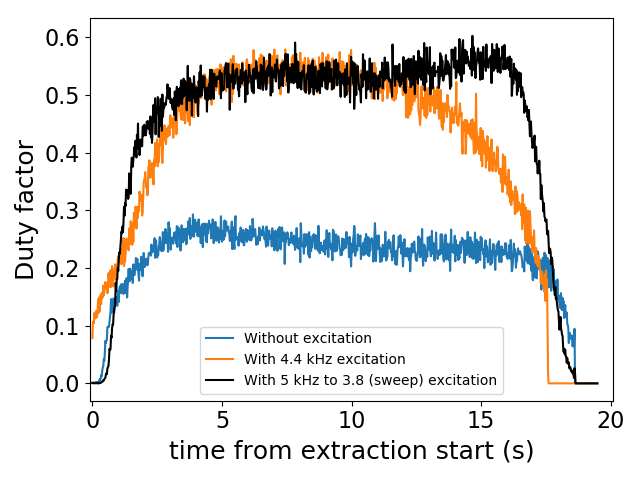 0.6
0.5
0.4
0.3
0.2
0.1
0.0
Duty factor
Without excitation
With 4.4 kHz excitation
With 5 kHz to 3.8 (sweep) excitation
0 5 10 15 20
time from extraction start (s)